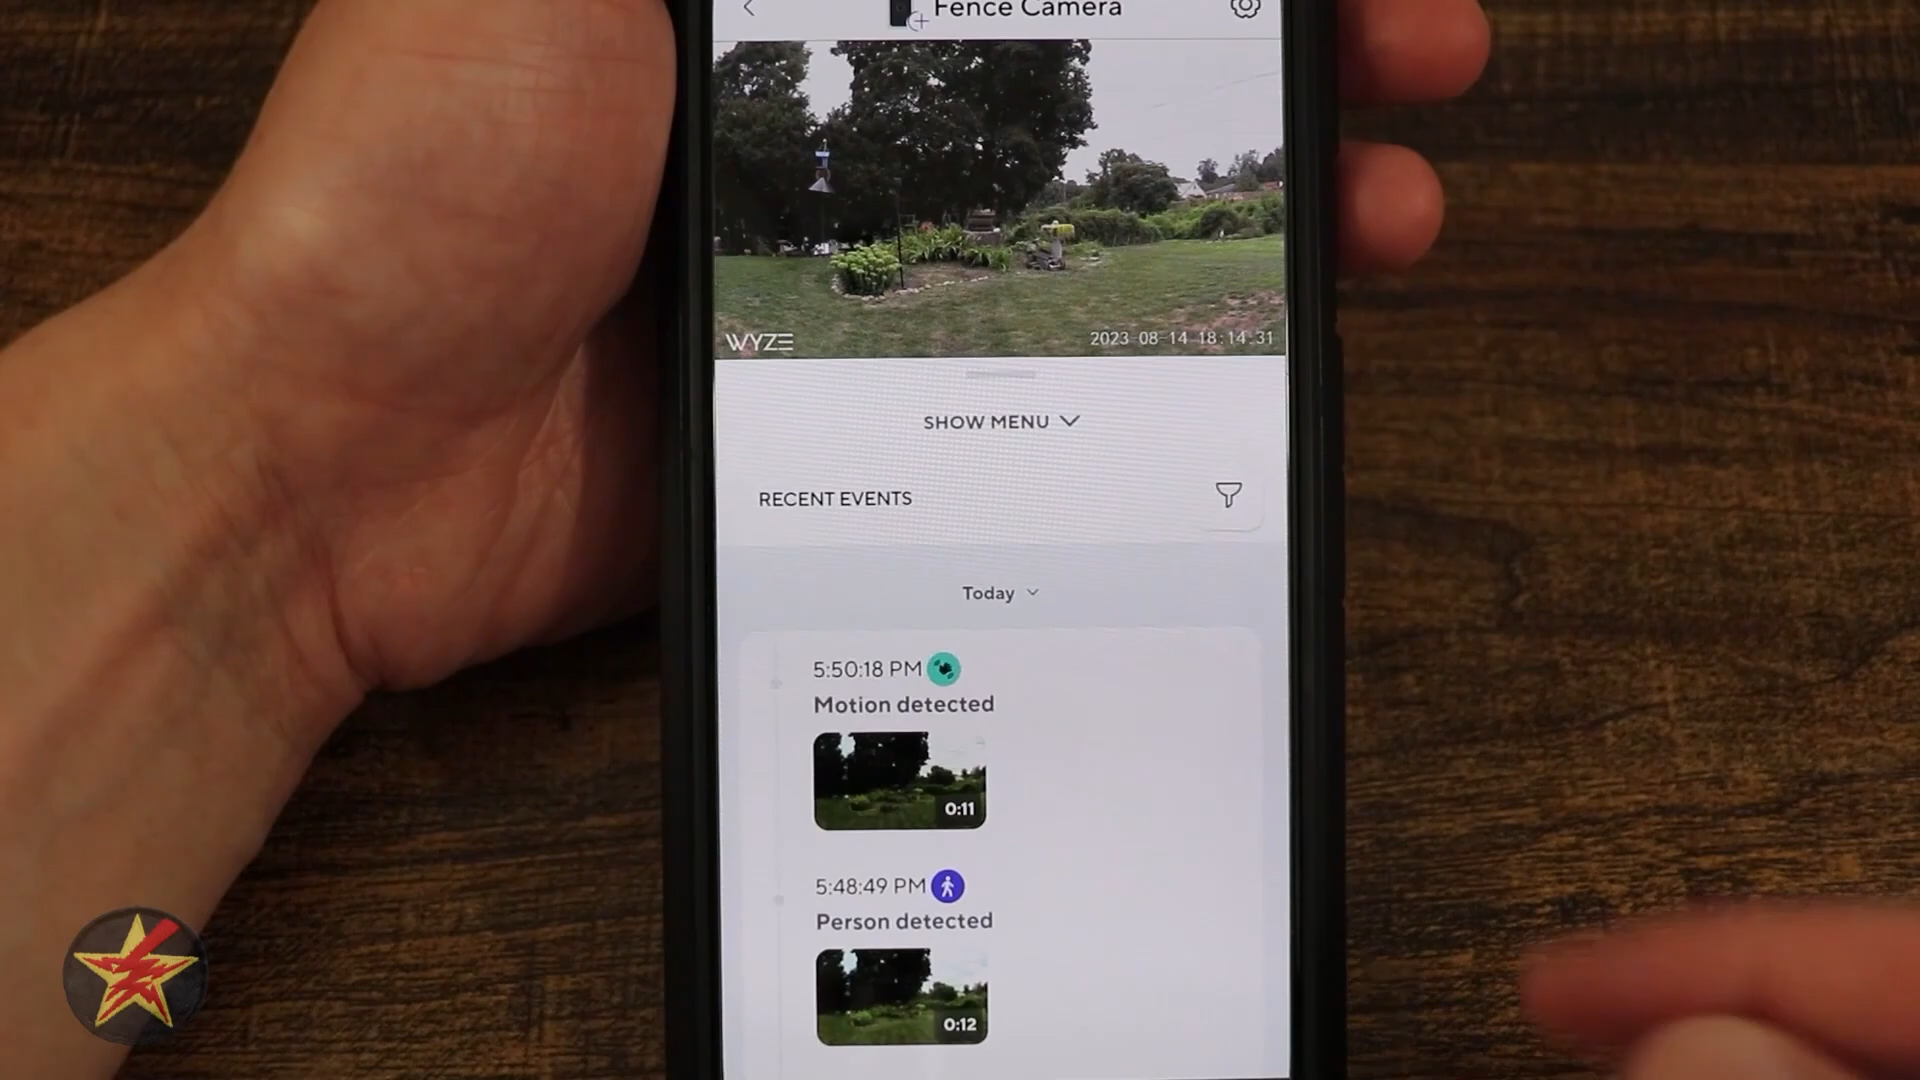 Fence Camera
WYZE
2023-08-14 18:14:31
SHOW MENU
RECENT EVENTS
Today
5:50:18 PM
Motion detected
0:11
5:48:49 PM
Person detected
0:12